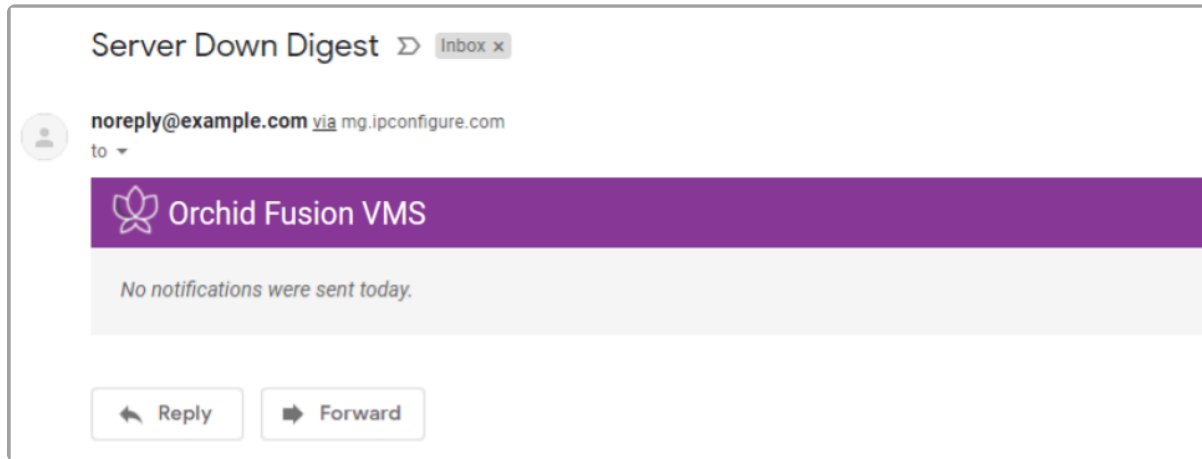 Server Down Digest Inbox x
noreply@example.com via mg.ipconfigure.com
to
Orchid Fusion VMS
No notifications were sent today.
Reply Forward